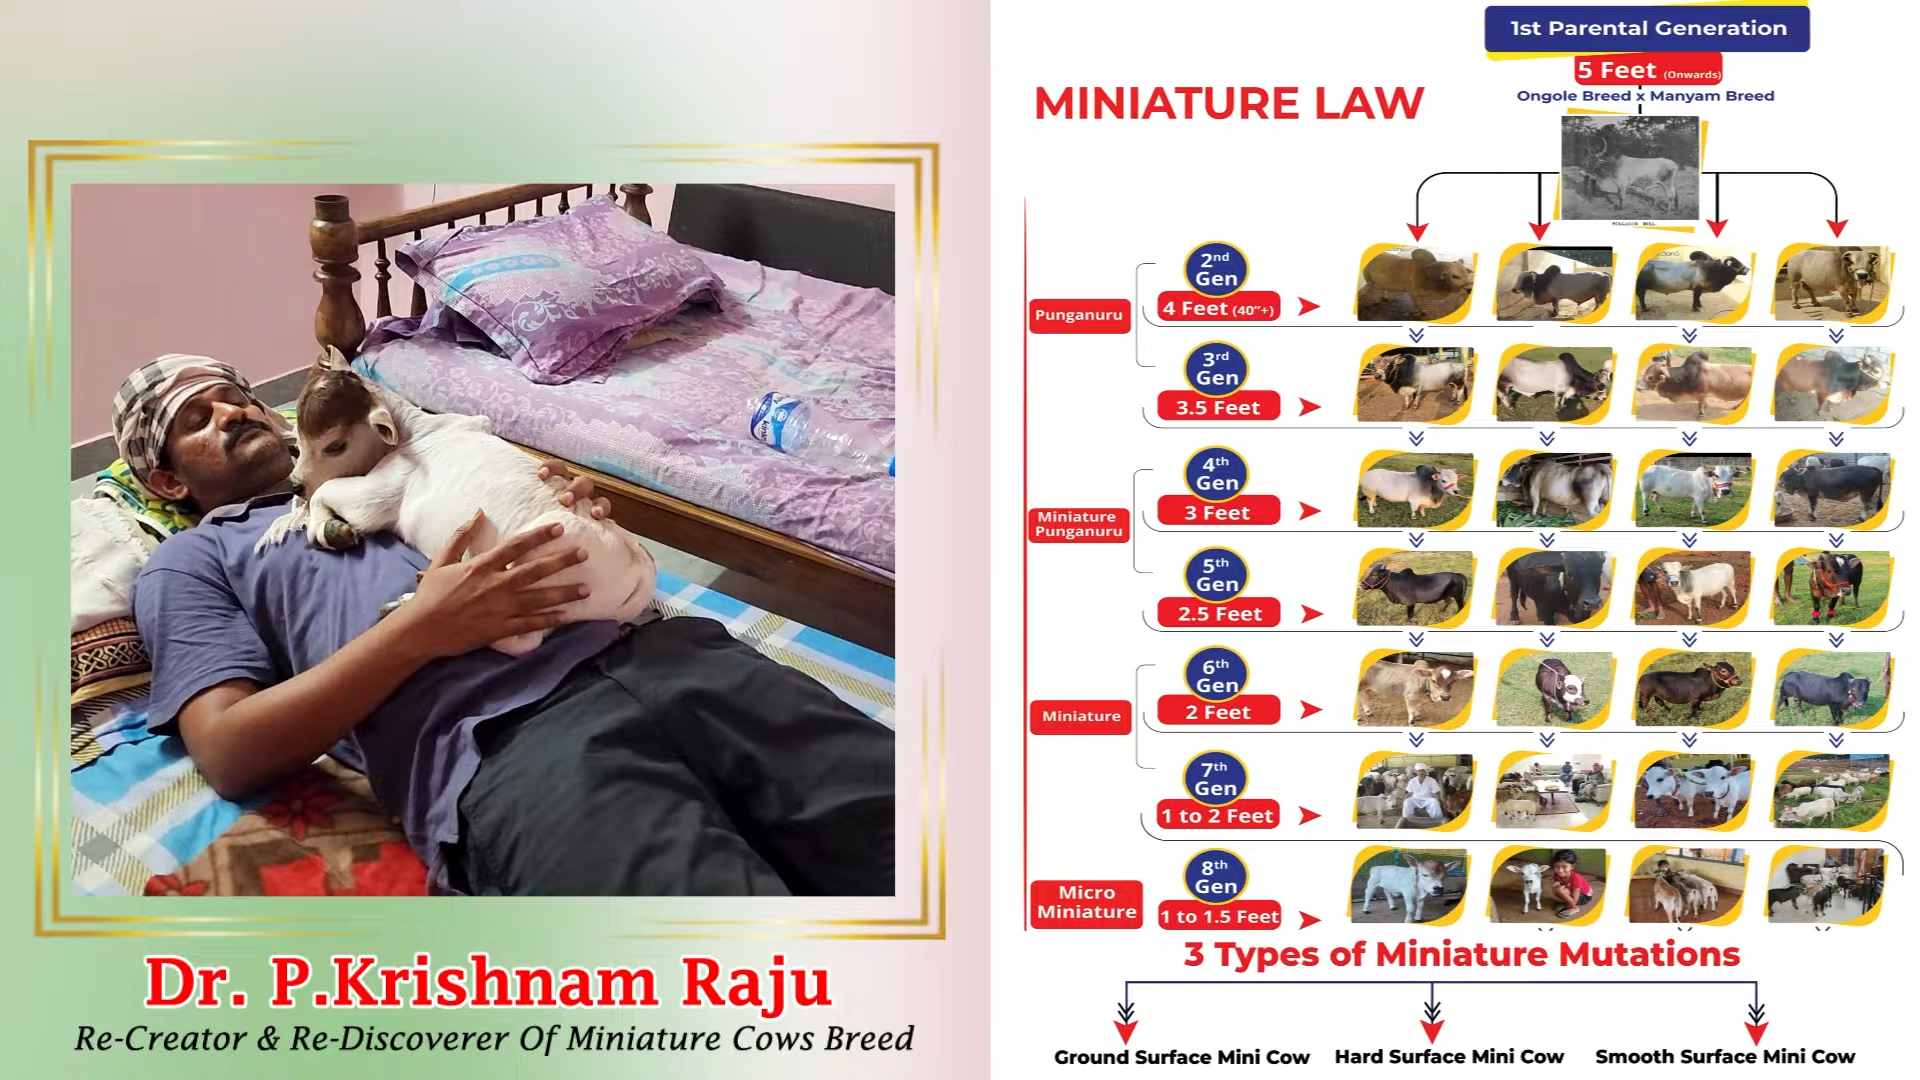 Dr. P.Krishnam Raju
Re-Creator & Re-Discoverer Of Miniature Cows Breed
MINIATURE LAW
1st Parental Generation
5 Feet (Onwards)
Ongole Breed x Manyam Breed
Punganuru
2nd Gen
4 Feet (40"+)
3rd Gen
3.5 Feet
Miniature Punganuru
4th Gen
3 Feet
5th Gen
2.5 Feet
Miniature
6th Gen
2 Feet
7th Gen
1 to 2 Feet
Micro Miniature
8th Gen
1 to 1.5 Feet
3 Types of Miniature Mutations
Ground Surface Mini Cow
Hard Surface Mini Cow
Smooth Surface Mini Cow